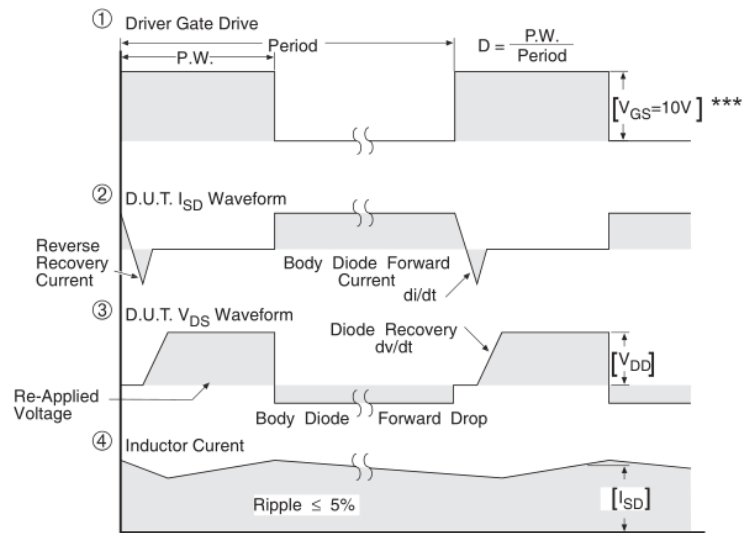 ① Driver Gate Drive
Period
P.W.
D = P.W.
Period
[VGS=10V] ***
② D.U.T. ISD Waveform
Reverse
Recovery
Current
Body Diode Forward
Current
di/dt
③ D.U.T. VDS Waveform
Diode Recovery
dv/dt
[VDD]
Re-Applied
Voltage
Body Diode Forward Drop
④ Inductor Curent
Ripple ≤ 5%
[ISD]